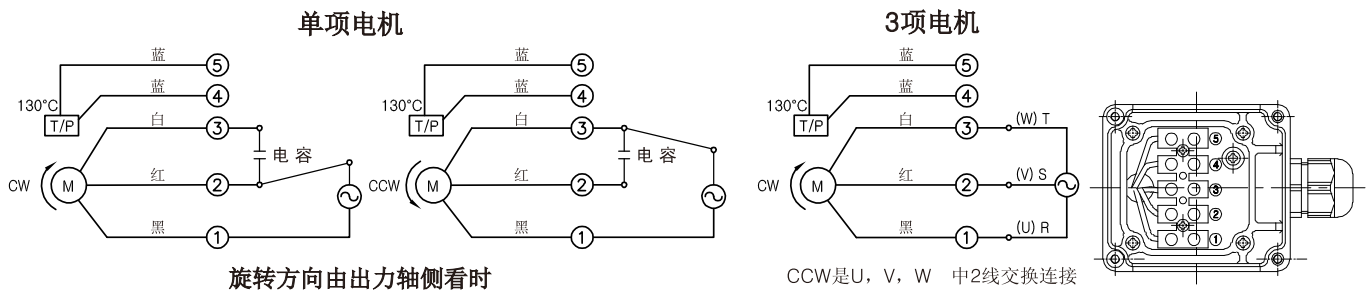 单项电机
蓝 ⑤
蓝 ④
130°C
T/P
白 ③
电容
CW M 红 ②
黑 ①
蓝 ⑤
蓝 ④
130°C
T/P
白 ③
电容
CCW M 红 ②
黑 ①
旋转方向由出力轴侧看时
3项电机
蓝 ⑤
蓝 ④
130°C
T/P
白 ③ (W) T
CW M 红 ② (V) S
黑 ① (U) R
CCW是U，V，W 中2线交换连接
⑤
④
③
②
①